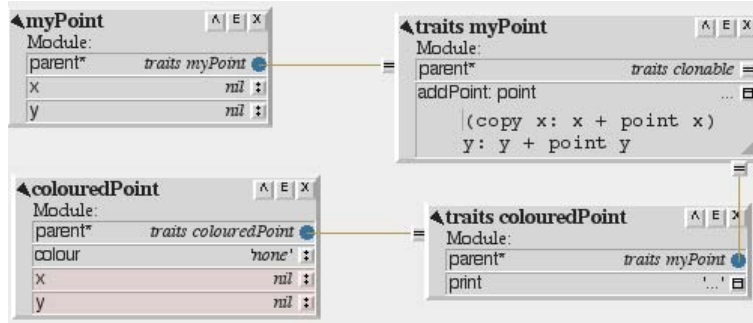 myPoint Λ E X
Module:
parent* traits myPoint
x nil
y nil
traits myPoint Λ E X
Module:
parent* traits clonable =
addPoint: point ...
(copy x: x + point x)
y: y + point y
colouredPoint Λ E X
Module:
parent* traits colouredPoint
colour 'none'
x nil
y nil
traits colouredPoint Λ E X
Module:
parent* traits myPoint
print '...'